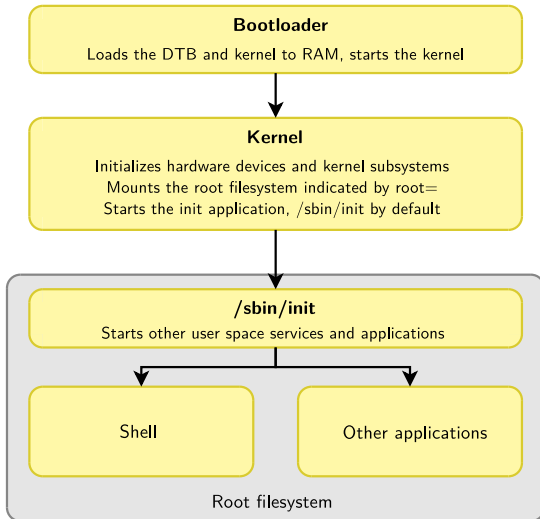 Bootloader
Loads the DTB and kernel to RAM, starts the kernel
Kernel
Initializes hardware devices and kernel subsystems
Mounts the root filesystem indicated by root=
Starts the init application, /sbin/init by default
/sbin/init
Starts other user space services and applications
Shell
Other applications
Root filesystem